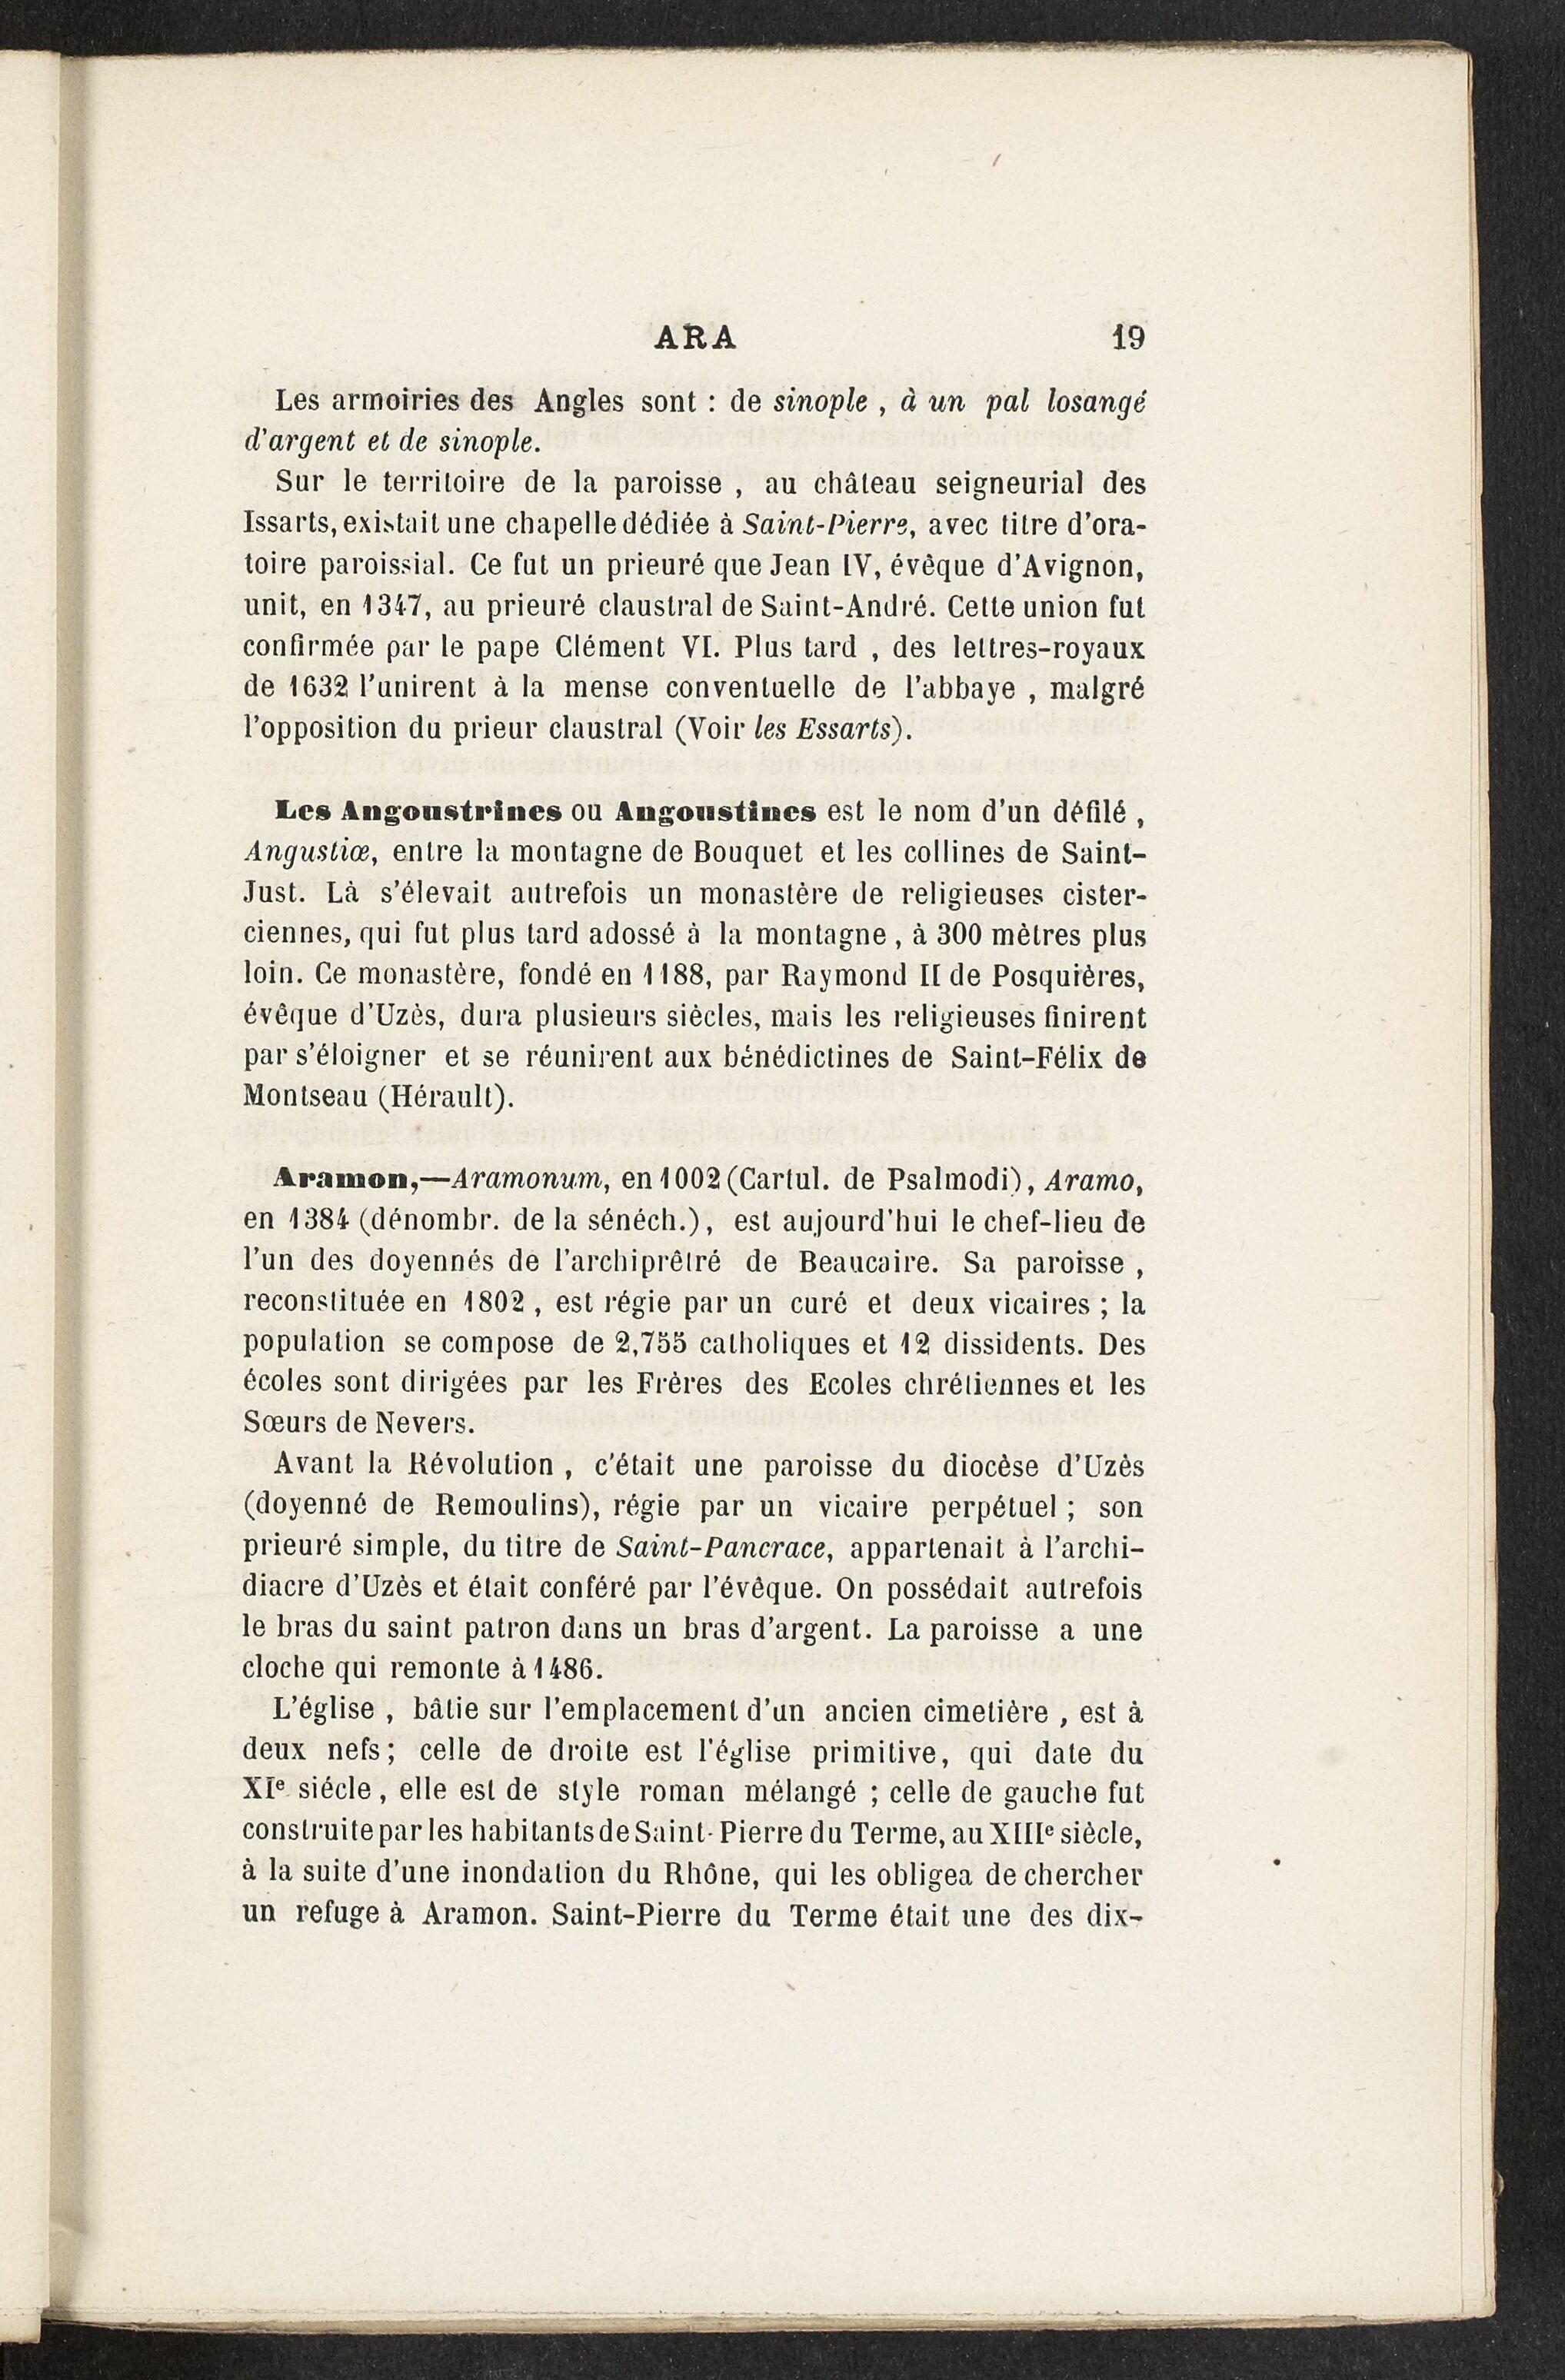 ARA 19
Les armoiries des Angles sont : de sinople , à un pal losangé
d'argent et de sinople.
Sur le territoire de la paroisse , au château seigneurial des
Issarts, existait une chapelle dédiée à Saint-Pierre, avec titre d'ora-
toire paroissial. Ce fut un prieuré que Jean IV, évêque d'Avignon,
unit, en 1347, au prieuré claustral de Saint-André. Cette union fut
confirmée par le pape Clément VI. Plus tard , des lettres-royaux
de 1632 l'unirent à la mense conventuelle de l'abbaye , malgré
l'opposition du prieur claustral (Voir les Essarts).
Les Angoustrines ou Angoustines est le nom d'un défilé ,
Angustiæ, entre la montagne de Bouquet et les collines de Saint-
Just. Là s'élevait autrefois un monastère de religieuses cister-
ciennes, qui fut plus tard adossé à la montagne , à 300 mètres plus
loin. Ce monastère, fondé en 1188, par Raymond II de Posquières,
évêque d'Uzès, dura plusieurs siècles, mais les religieuses finirent
par s'éloigner et se réunirent aux bénédictines de Saint-Félix de
Montseau (Hérault).
Aramon,—Aramonum, en 1002 (Cartul. de Psalmodi), Aramo,
en 1384 (dénombr. de la sénéch.), est aujourd'hui le chef-lieu de
l'un des doyennés de l'archiprêtré de Beaucaire. Sa paroisse ,
reconstituée en 1802 , est régie par un curé et deux vicaires ; la
population se compose de 2,755 catholiques et 12 dissidents. Des
écoles sont dirigées par les Frères des Ecoles chrétiennes et les
Sœurs de Nevers.
Avant la Révolution , c'était une paroisse du diocèse d'Uzès
(doyenné de Remoulins), régie par un vicaire perpétuel ; son
prieuré simple, du titre de Saint-Pancrace, appartenait à l'archi-
diacre d'Uzès et était conféré par l'évêque. On possédait autrefois
le bras du saint patron dans un bras d'argent. La paroisse a une
cloche qui remonte à 1486.
L'église , bâtie sur l'emplacement d'un ancien cimetière , est à
deux nefs ; celle de droite est l'église primitive, qui date du
XIe siécle , elle est de style roman mélangé ; celle de gauche fut
construite par les habitants de Saint-Pierre du Terme, au XIIIe siècle,
à la suite d'une inondation du Rhône, qui les obligea de chercher
un refuge à Aramon. Saint-Pierre du Terme était une des dix-